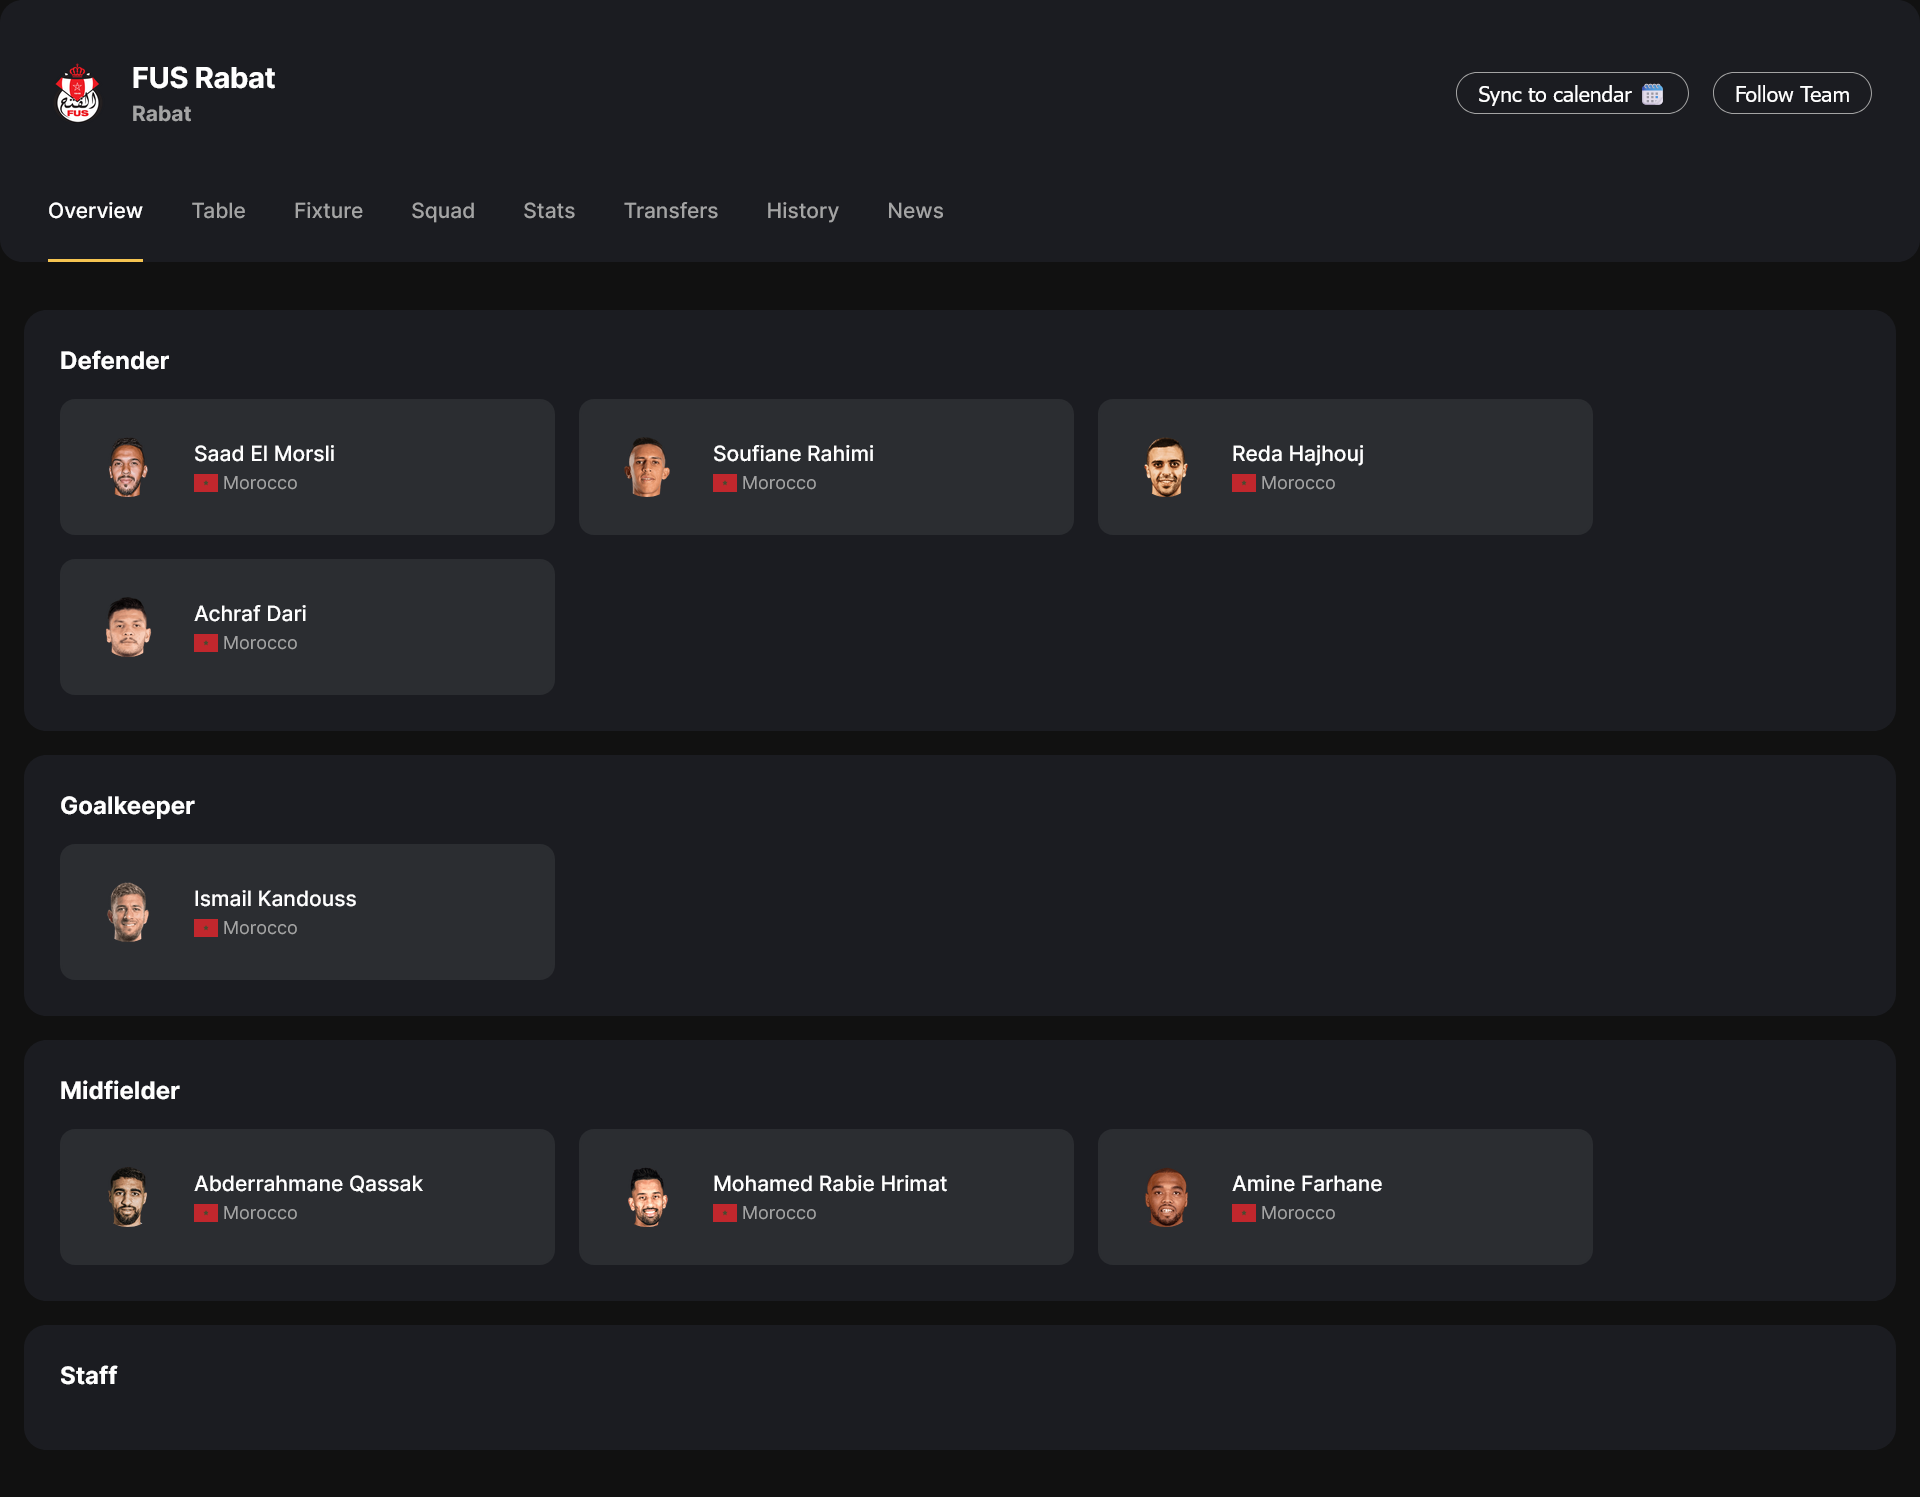 الفتح
FUS
FUS Rabat
Rabat
Sync to calendar
Follow Team
Overview
Table
Fixture
Squad
Stats
Transfers
History
News
Defender
Saad El Morsli
Morocco
Soufiane Rahimi
Morocco
Reda Hajhouj
Morocco
Achraf Dari
Morocco
Goalkeeper
Ismail Kandouss
Morocco
Midfielder
Abderrahmane Qassak
Morocco
Mohamed Rabie Hrimat
Morocco
Amine Farhane
Morocco
Staff